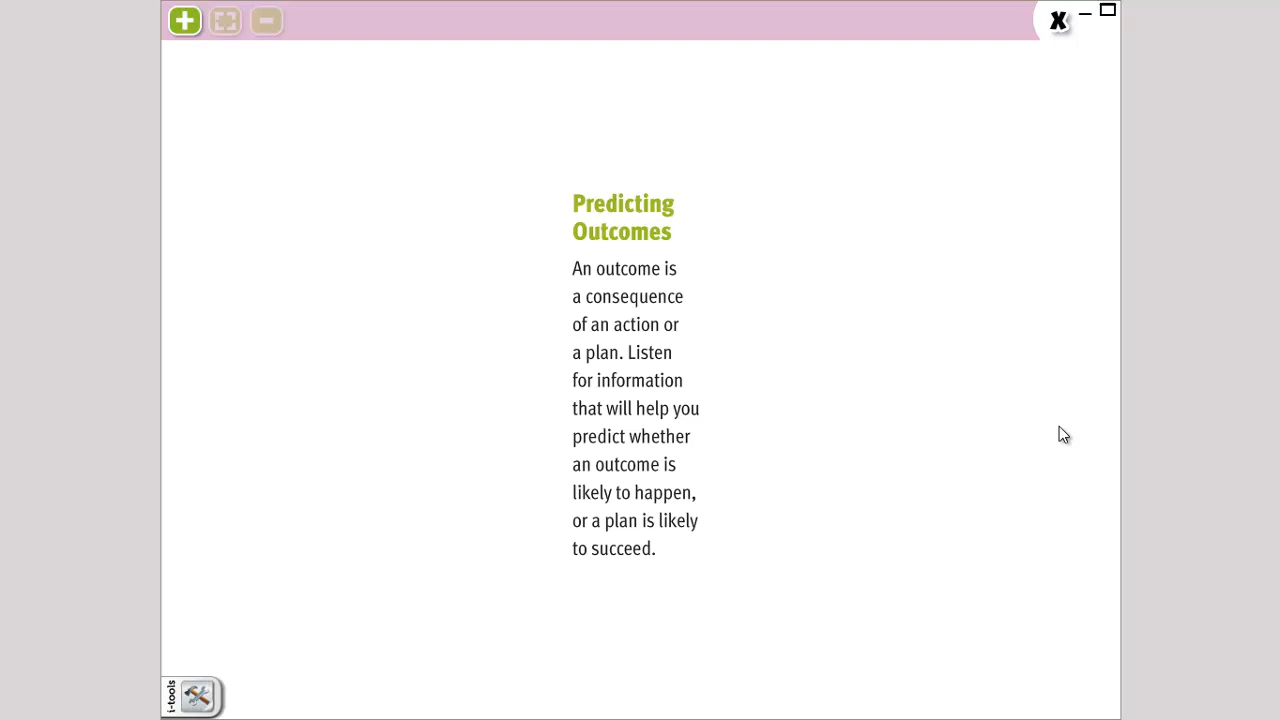 X
Predicting
Outcomes
An outcome is
a consequence
of an action or
a plan. Listen
for information
that will help you
predict whether
an outcome is
likely to happen,
or a plan is likely
to succeed.
i-tools